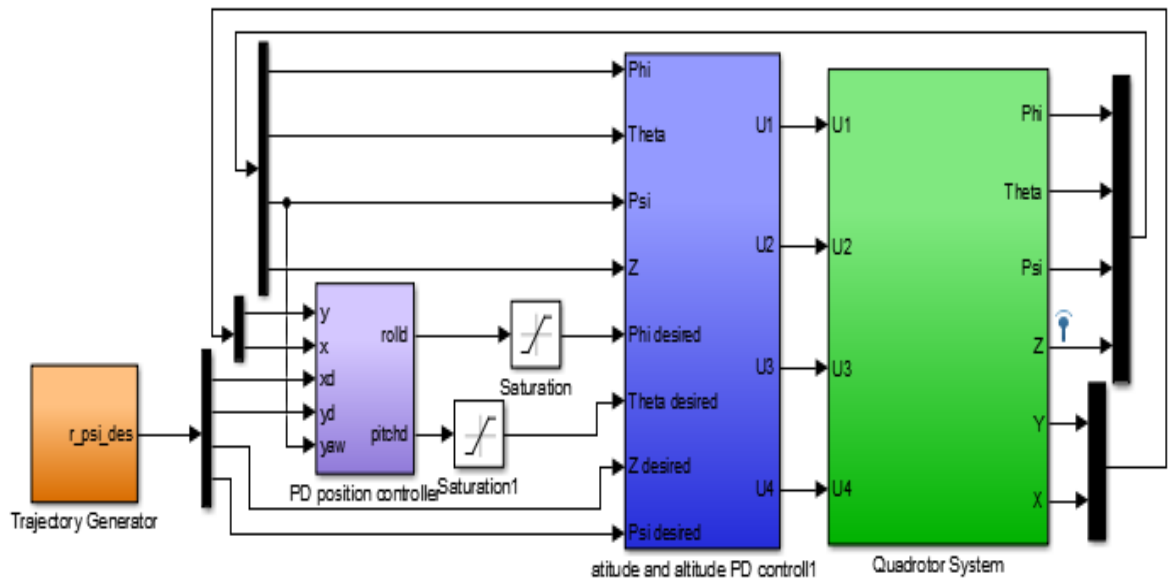 Phi
Theta
Psi
Z
Phi desired
Theta desired
Z desired
Psi desired
U1
U2
U3
U4
atitude and altitude PD controll1
U1
U2
U3
U4
Phi
Theta
Psi
Z
Y
X
Quadrotor System
y
x
xd
yd
yaw
rolld
pitchd
PD position controller
Saturation
Saturation1
r_psi_des
Trajectory Generator